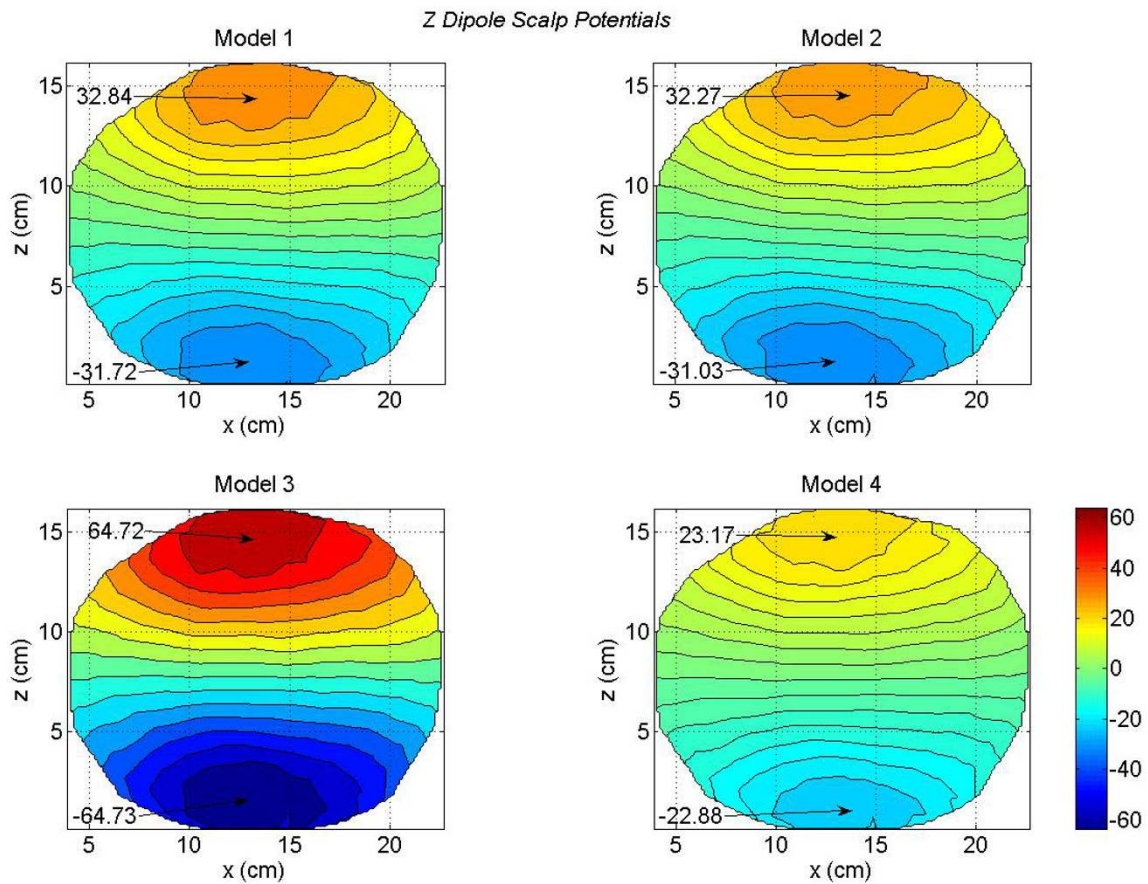 Z Dipole Scalp Potentials
Model 1
Model 2
32.84
32.27
15
10
5
z (cm)
-31.72
5 10 15 20
x (cm)
15
10
5
z (cm)
-31.03
5 10 15 20
x (cm)
Model 3
Model 4
64.72
15
10
5
z (cm)
-64.73
5 10 15 20
x (cm)
23.17
15
10
5
z (cm)
-22.88
5 10 15 20
x (cm)
60
40
20
0
-20
-40
-60